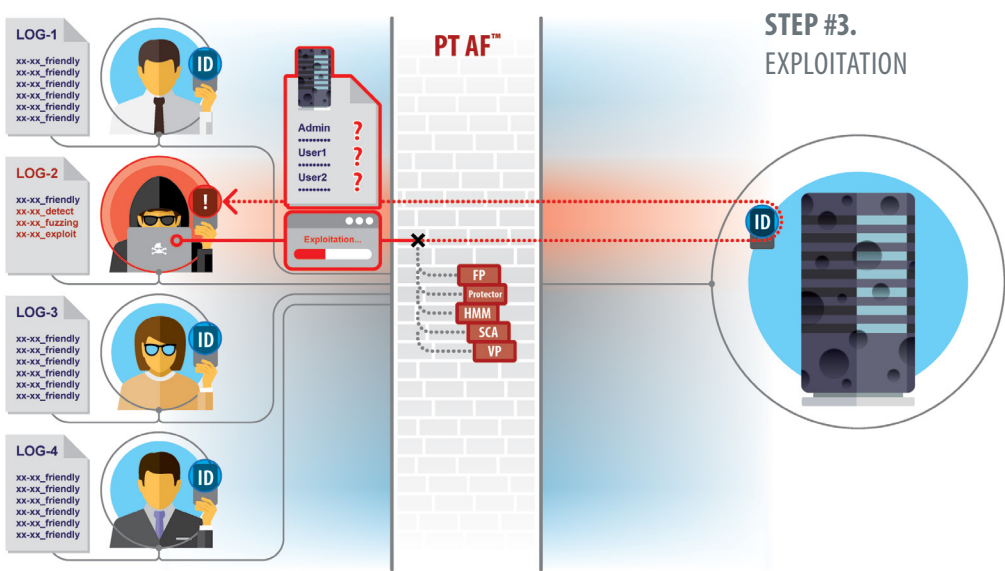 STEP #3.
EXPLOITATION
PT AF™
LOG-1
xx-xx_friendly
xx-xx_friendly
xx-xx_friendly
xx-xx_friendly
xx-xx_friendly
xx-xx_friendly
ID
Admin ?
User1 ?
User2 ?
LOG-2
xx-xx_friendly
xx-xx_detect
xx-xx_fuzzing
xx-xx_exploit
!
Exploitation...
ID
FP
Protector
HMM
SCA
VP
LOG-3
xx-xx_friendly
xx-xx_friendly
xx-xx_friendly
xx-xx_friendly
xx-xx_friendly
xx-xx_friendly
ID
LOG-4
xx-xx_friendly
xx-xx_friendly
xx-xx_friendly
xx-xx_friendly
xx-xx_friendly
xx-xx_friendly
ID